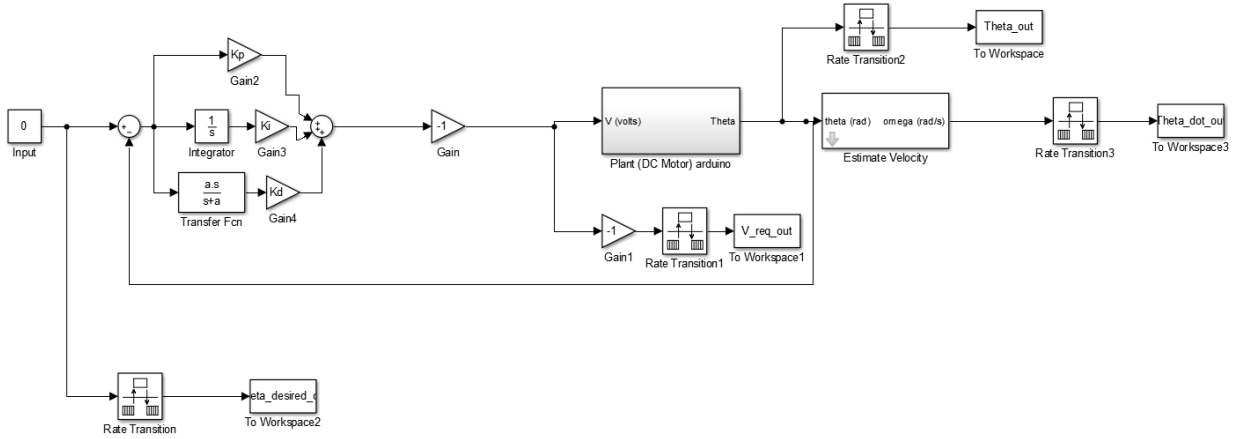 Theta_out
Rate Transition2
To Workspace
Kp
Gain2
0
Input
+
−
1
s
Integrator
Ki
Gain3
+
+
+
-1
Gain
V (volts)
Theta
Plant (DC Motor) arduino
theta (rad)
omega (rad/s)
Estimate Velocity
Rate Transition3
Theta_dot_out
To Workspace3
a.s
s+a
Transfer Fcn
Kd
Gain4
-1
Gain1
Rate Transition1
V_req_out
To Workspace1
Rate Transition
eta_desired_o
To Workspace2